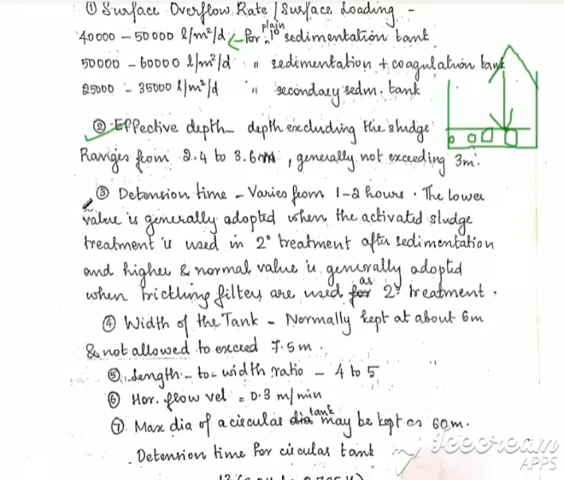 ① Surface Overflow Rate / Surface Loading -
40000 - 50000 l/m²/d ← for plain 1° sedimentation tant
50000 - 60000 l/m²/d " sedimentation + coagulation tank
25000 - 35000 l/m²/d " secondary sedm. tank
② Effective depth - depth excluding the sludge
Ranges from 2.4 to 3.6m, generally not exceeding 3m.
③ Detension time - Varies from 1-2 hours. The lower
value is generally adopted when the activated sludge
treatment is used in 2° treatment after sedimentation
and higher & normal value is generally adopted
when trickling filters are used as 2° treatment.
④ Width of the Tank - Normally kept at about 6m
& not allowed to exceed 7.5m.
⑤ Length - to - width ratio - 4 to 5
⑥ Hor. flow vel = 0.3 m/min
⑦ Max dia of a circular tank may be kept as 60m.
Detension time for circular tank
Icecream
APPS